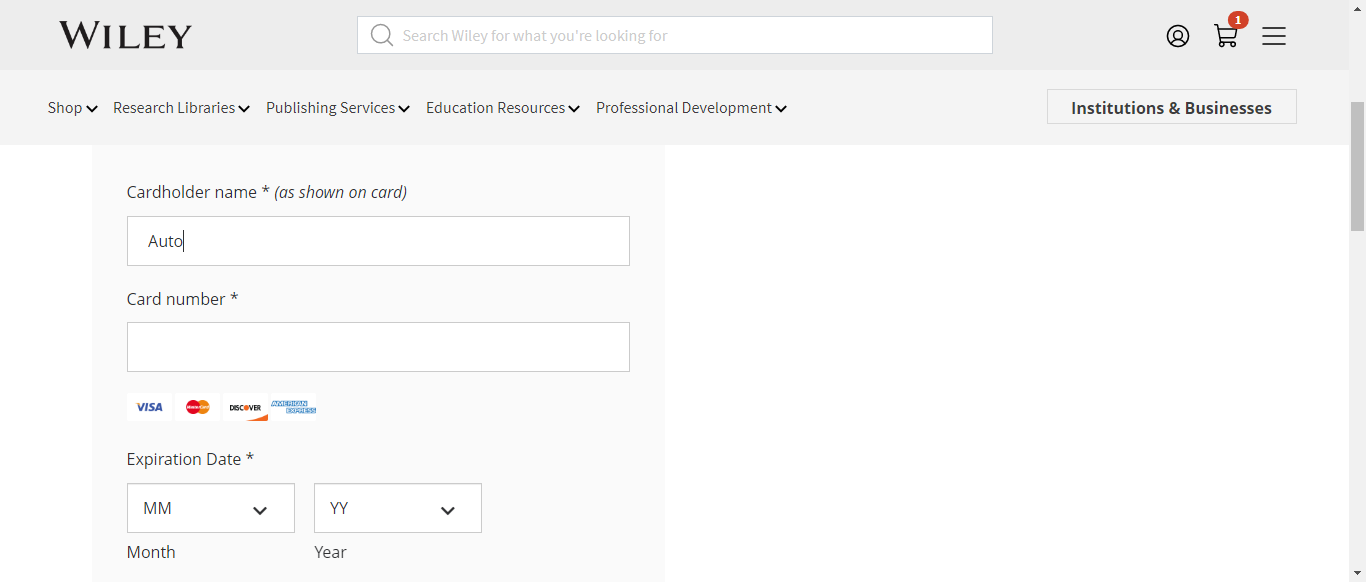 WILEY
Search Wiley for what you're looking for
1
Shop Research Libraries Publishing Services Education Resources Professional Development
Institutions & Businesses
Cardholder name * (as shown on card)
Auto
Card number *
VISA MasterCard DISCOVER AMERICAN EXPRESS
Expiration Date *
MM YY
Month Year